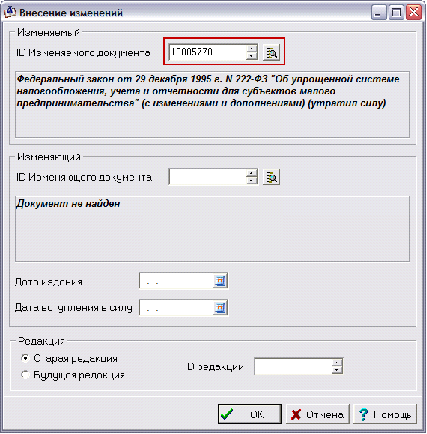 Внесение изменений
Изменяемый
ID Изменяемого документа
10005770
Федеральный закон от 29 декабря 1995 г. N 222-ФЗ "Об упрощенной системе
налогообложения, учета и отчетности для субъектов малого
предпринимательства" (с изменениями и дополнениями) (утратил силу)
Изменяющий
ID Изменяющего документа
Документ не найден
Дата издания
Дата вступления в силу
Редакция
Старая редакция
Будущая редакция
ID редакции
OK
Отмена
Помощь